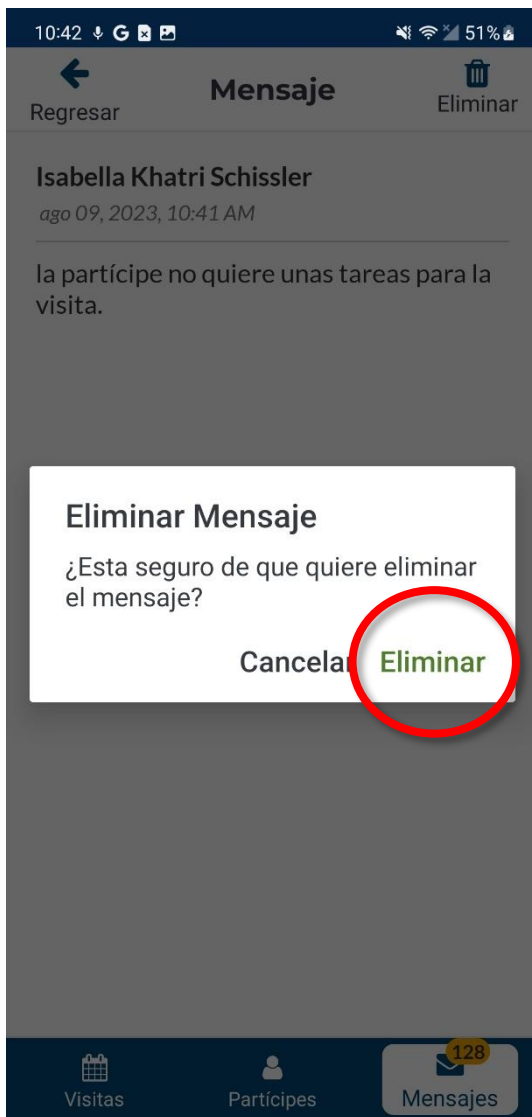 10:42 51%
Regresar Mensaje Eliminar
Isabella Khatri Schissler
ago 09, 2023, 10:41 AM
la partícipe no quiere unas tareas para la
visita.
Eliminar Mensaje
¿Esta seguro de que quiere eliminar
el mensaje?
Cancelar Eliminar
128
Visitas Partícipes Mensajes